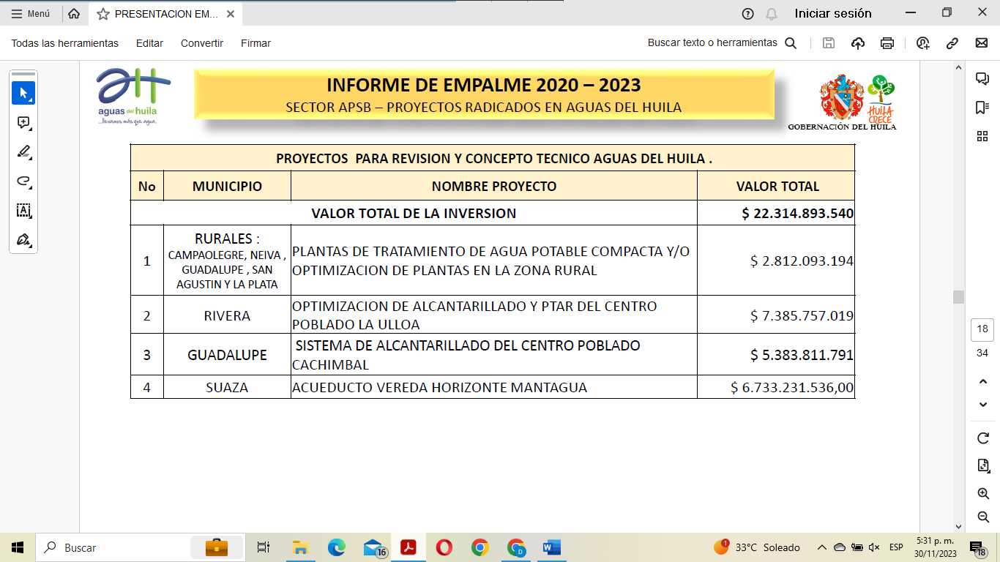 Menú
PRESENTACION EM...
Iniciar sesión
Todas las herramientas
Editar
Convertir
Firmar
Buscar texto o herramientas
aguas del huila
...llevamos más que agua.
INFORME DE EMPALME 2020 – 2023
SECTOR APSB – PROYECTOS RADICADOS EN AGUAS DEL HUILA
HUILA
CRECE
GOBERNACIÓN DEL HUILA
PROYECTOS PARA REVISION Y CONCEPTO TECNICO AGUAS DEL HUILA .
No
MUNICIPIO
NOMBRE PROYECTO
VALOR TOTAL
VALOR TOTAL DE LA INVERSION
$ 22.314.893.540
1
RURALES :
CAMPAOLEGRE, NEIVA ,
GUADALUPE , SAN
AGUSTIN Y LA PLATA
PLANTAS DE TRATAMIENTO DE AGUA POTABLE COMPACTA Y/O
OPTIMIZACION DE PLANTAS EN LA ZONA RURAL
$ 2.812.093.194
2
RIVERA
OPTIMIZACION DE ALCANTARILLADO Y PTAR DEL CENTRO
POBLADO LA ULLOA
$ 7.385.757.019
3
GUADALUPE
SISTEMA DE ALCANTARILLADO DEL CENTRO POBLADO
CACHIMBAL
$ 5.383.811.791
4
SUAZA
ACUEDUCTO VEREDA HORIZONTE MANTAGUA
$ 6.733.231.536,00
18
34
Buscar
16
1
33°C Soleado
ESP
5:31 p. m.
30/11/2023
18